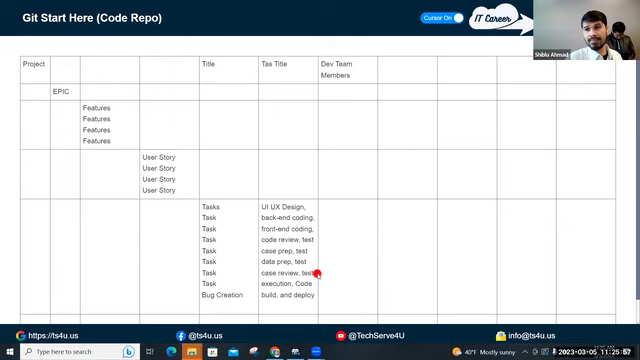 Git Start Here (Code Repo)
Cursor On
IT Career
Shiblu Ahmad
Project
Title
Tas Title
Dev Team
Members
EPIC
Features
Features
Features
Features
User Story
User Story
User Story
User Story
Tasks
UI UX Design,
Task
back-end coding,
Task
front-end coding,
Task
code review, test
Task
case prep, test
Task
data prep, test
Task
case review, test
Task
execution, Code
Bug Creation
build, and deploy
https://ts4u.us
@ts4u.us
@TechServe4U
info@ts4u.us
Type here to search
40°F Mostly sunny
2023-03-05 11:25:57